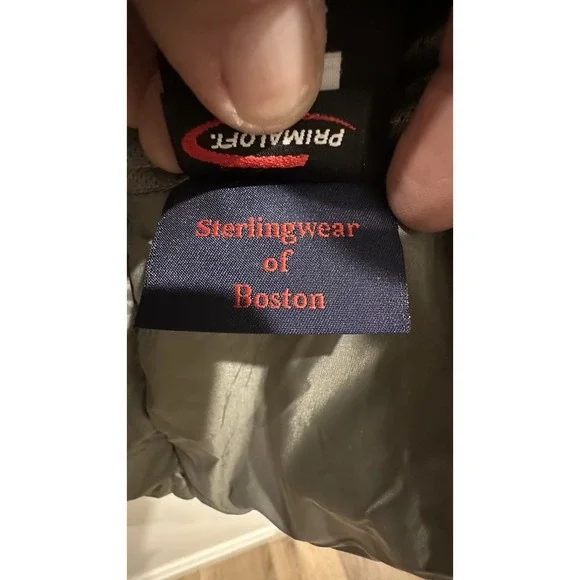 PRIMALOFT.
Sterlingwear
of
Boston